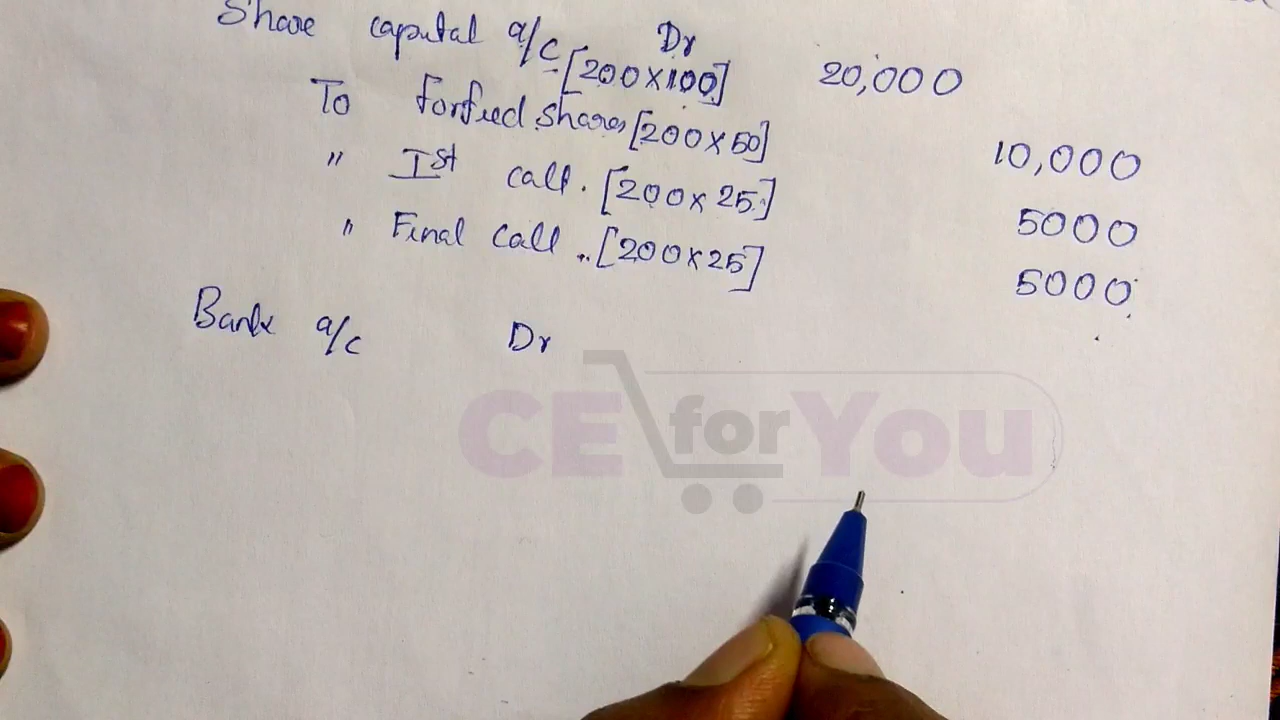 Share capital a/c [200x100] Dr 20,000
To Forfied shares [200x50] 10,000
" Ist call. [200x25] 5000
" Final call .. [200x25] 5000
Bank a/c Dr
CE for You